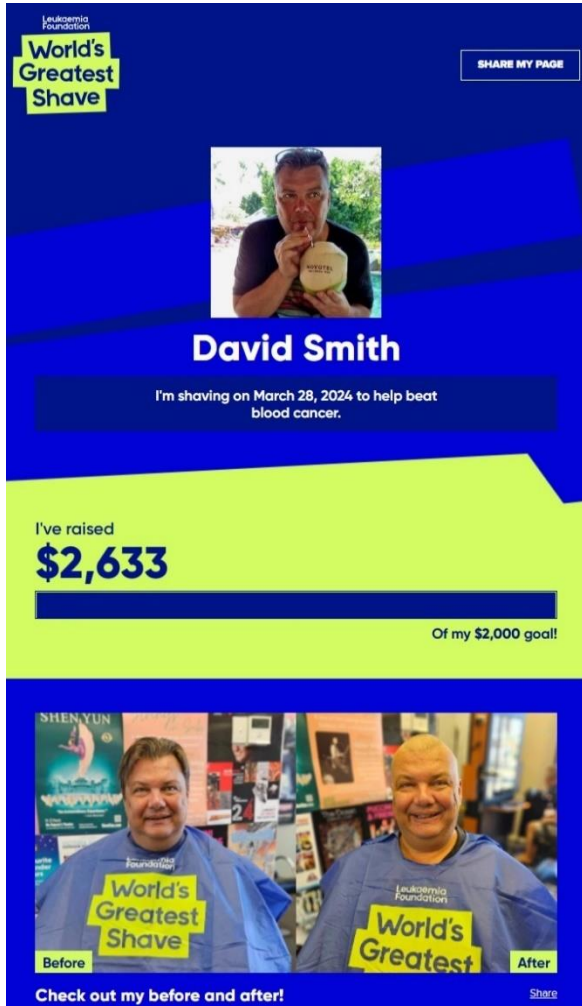 Leukaemia
Foundation
World's
Greatest
Shave
SHARE MY PAGE
David Smith
I'm shaving on March 28, 2024 to help beat
blood cancer.
I've raised
$2,633
Of my $2,000 goal!
SHEN YUN
24
Leukaemia
Foundation
World's
Greatest
Shave
Before
Leukaemia
Foundation
World's
Greatest
After
Check out my before and after!
Share